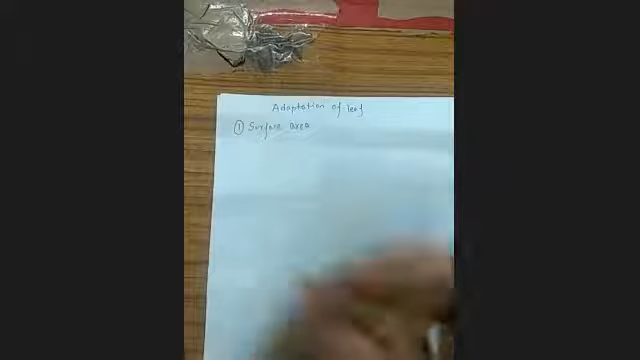 Adaptation of leaf
① Surface area